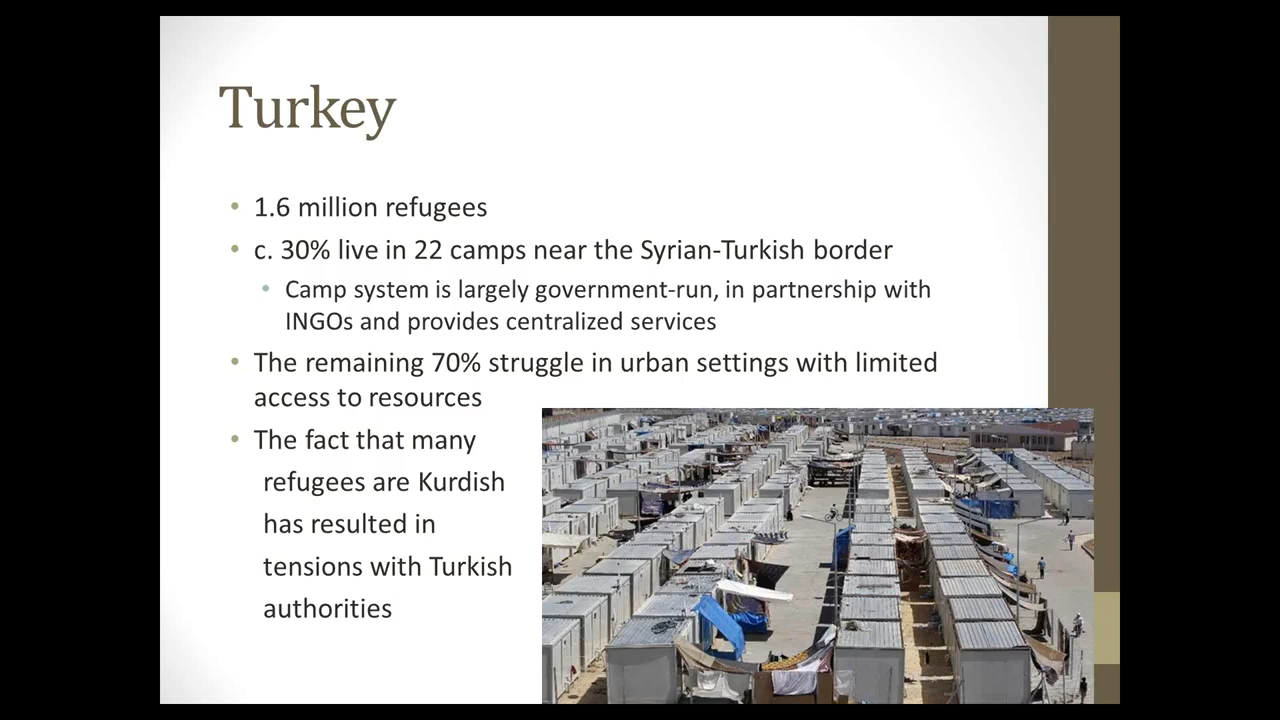 Turkey
• 1.6 million refugees
• c. 30% live in 22 camps near the Syrian-Turkish border
• Camp system is largely government-run, in partnership with
INGOs and provides centralized services
• The remaining 70% struggle in urban settings with limited
access to resources
• The fact that many
refugees are Kurdish
has resulted in
tensions with Turkish
authorities